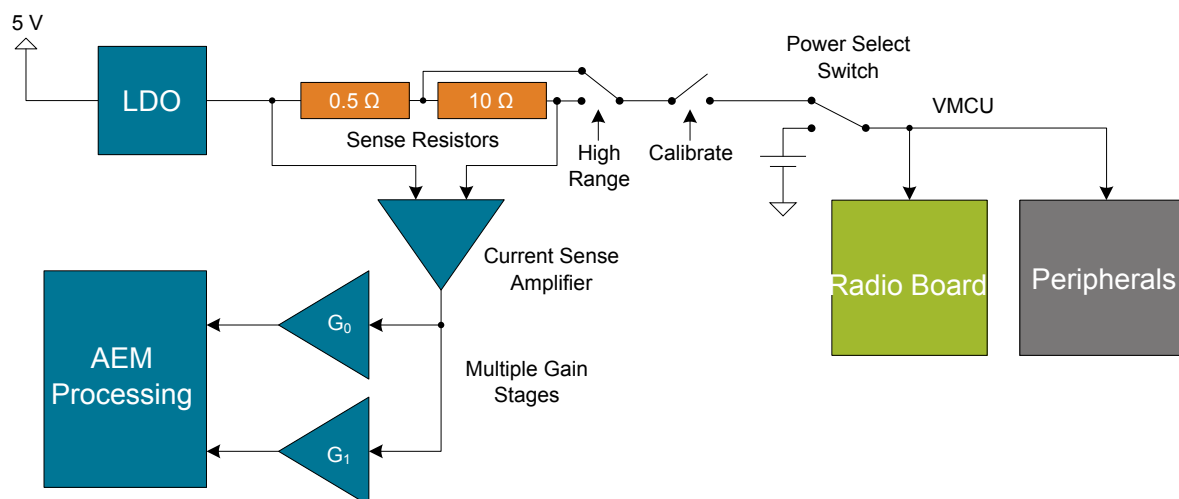 5 V
LDO
0.5 Ω
10 Ω
Sense Resistors
High
Range
Calibrate
Power Select
Switch
VMCU
Current Sense
Amplifier
Radio Board
Peripherals
AEM
Processing
G₀
Multiple Gain
Stages
G₁